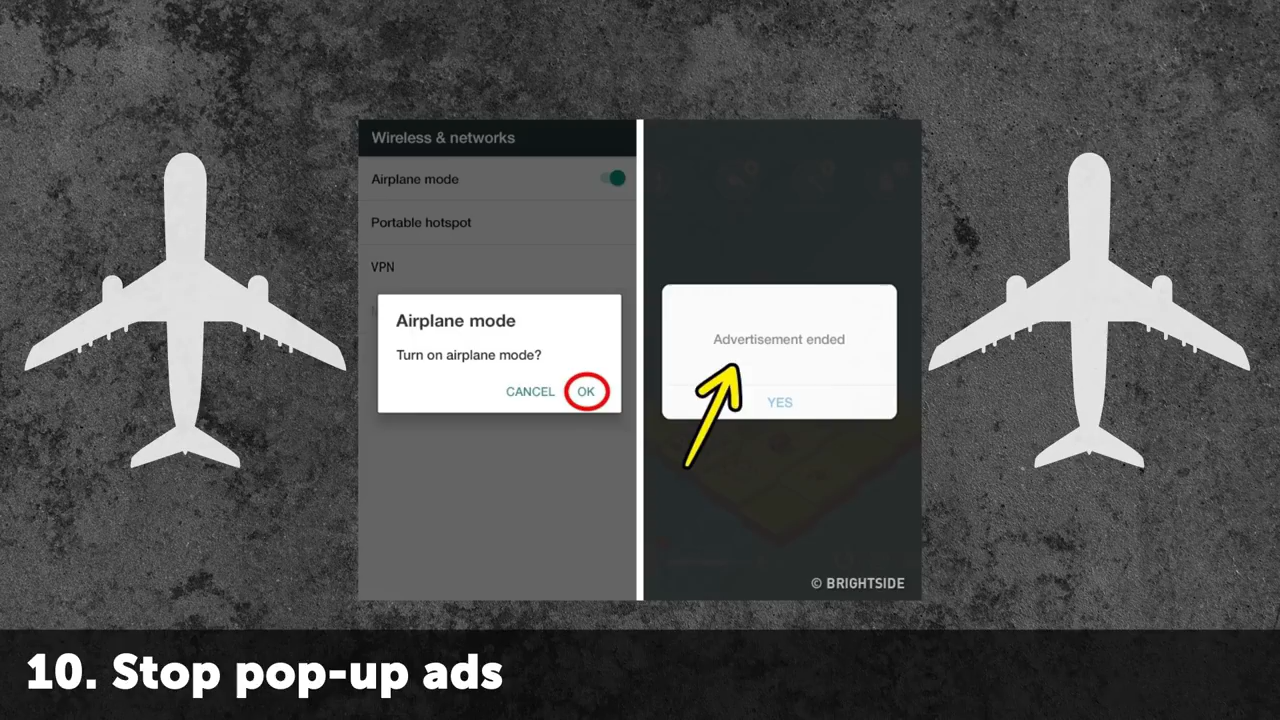 Wireless & networks
Airplane mode
Portable hotspot
VPN
Airplane mode
Turn on airplane mode?
CANCEL OK
Advertisement ended
YES
© BRIGHTSIDE
10. Stop pop-up ads